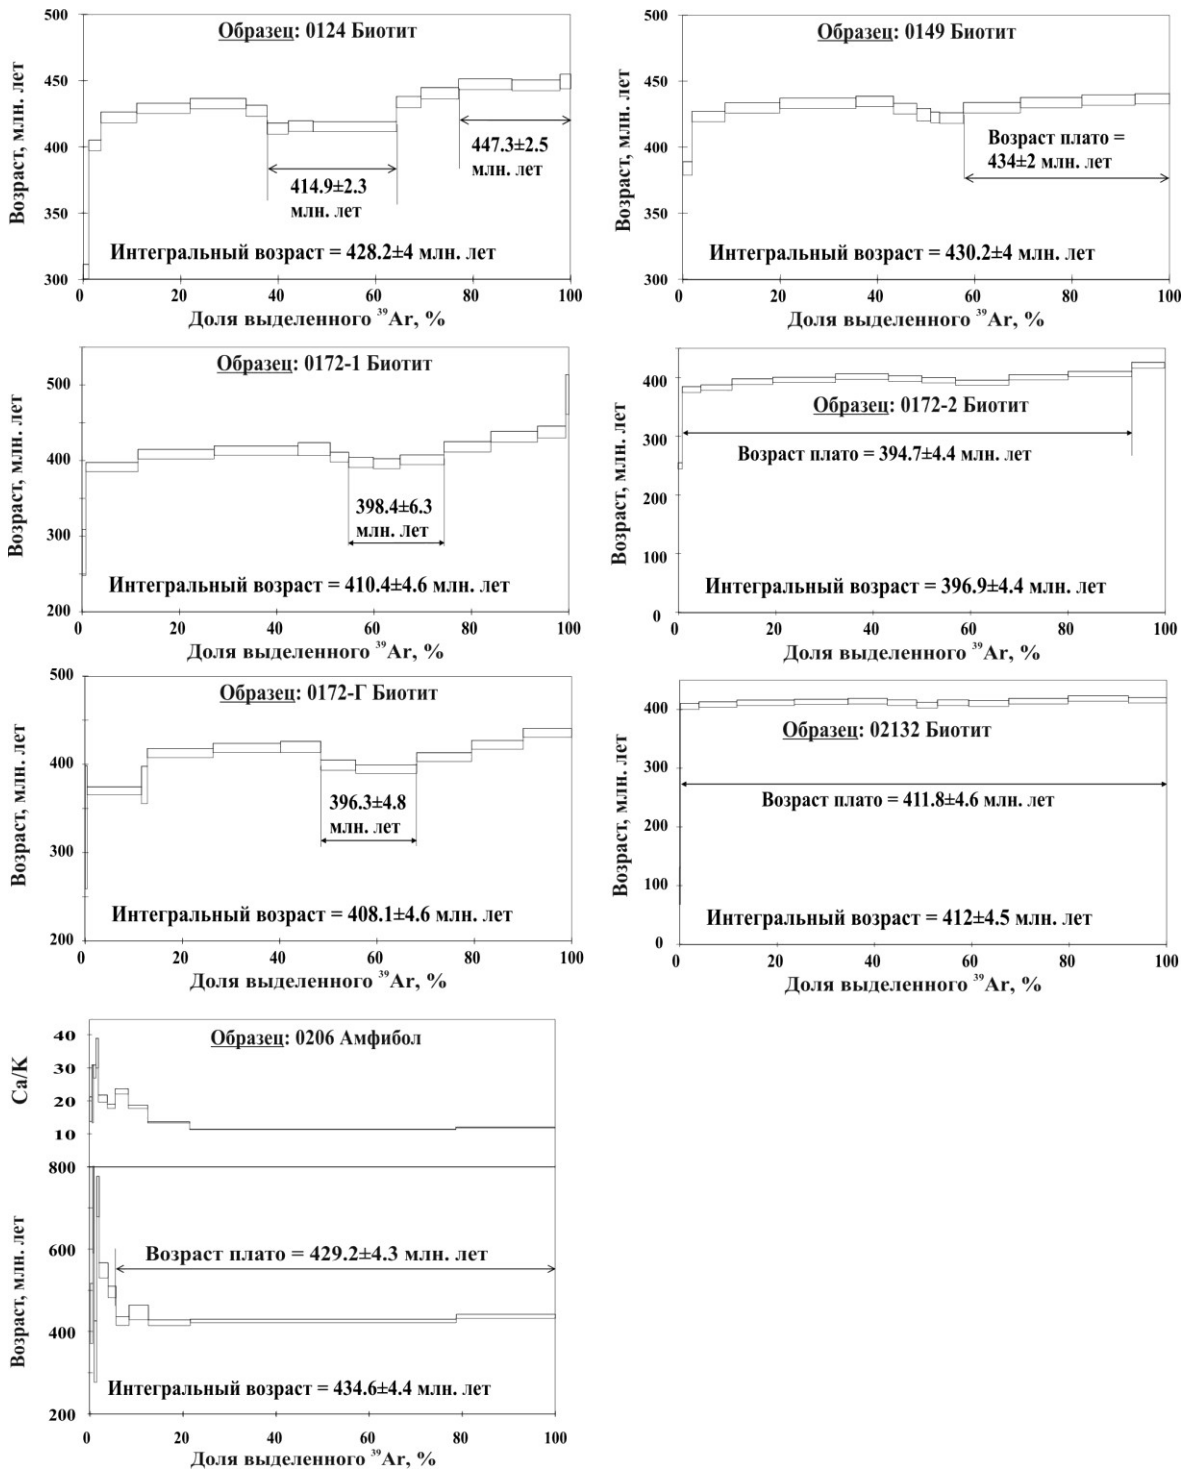 Образец: 0124 Биотит
Возраст, млн. лет
500
450
400
350
300
447.3±2.5
млн. лет
414.9±2.3
млн. лет
Интегральный возраст = 428.2±4 млн. лет
0 20 40 60 80 100
Доля выделенного ³⁹Ar, %
Образец: 0149 Биотит
Возраст, млн. лет
500
450
400
350
300
Возраст плато =
434±2 млн. лет
Интегральный возраст = 430.2±4 млн. лет
0 20 40 60 80 100
Доля выделенного ³⁹Ar, %
Образец: 0172-1 Биотит
Возраст, млн. лет
500
400
300
200
398.4±6.3
млн. Лет
Интегральный возраст = 410.4±4.6 млн. лет
0 20 40 60 80 100
Доля выделенного ³⁹Ar, %
Образец: 0172-2 Биотит
Возраст, млн. лет
400
300
200
100
0
Возраст плато = 394.7±4.4 млн. лет
Интегральный возраст = 396.9±4.4 млн. лет
0 20 40 60 80 100
Доля выделенного ³⁹Ar, %
Образец: 0172-Г Биотит
Возраст, млн. лет
500
400
300
200
396.3±4.8
млн. лет
Интегральный возраст = 408.1±4.6 млн. лет
0 20 40 60 80 100
Доля выделенного ³⁹Ar, %
Образец: 02132 Биотит
Возраст, млн. лет
400
300
200
100
0
Возраст плато = 411.8±4.6 млн. лет
Интегральный возраст = 412±4.5 млн. лет
0 20 40 60 80 100
Доля выделенного ³⁹Ar, %
Образец: 0206 Амфибол
Ca/K
40
30
20
10
Возраст, млн. лет
800
600
400
200
Возраст плато = 429.2±4.3 млн. лет
Интегральный возраст = 434.6±4.4 млн. лет
0 20 40 60 80 100
Доля выделенного ³⁹Ar, %